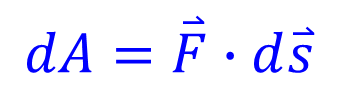 dA = F⃗ · ds⃗